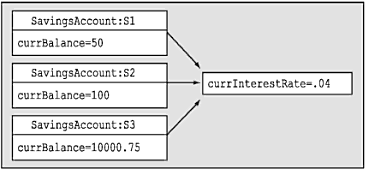 SavingsAccount:S1
currBalance=50
SavingsAccount:S2
currBalance=100
currInterestRate=.04
SavingsAccount:S3
currBalance=10000.75